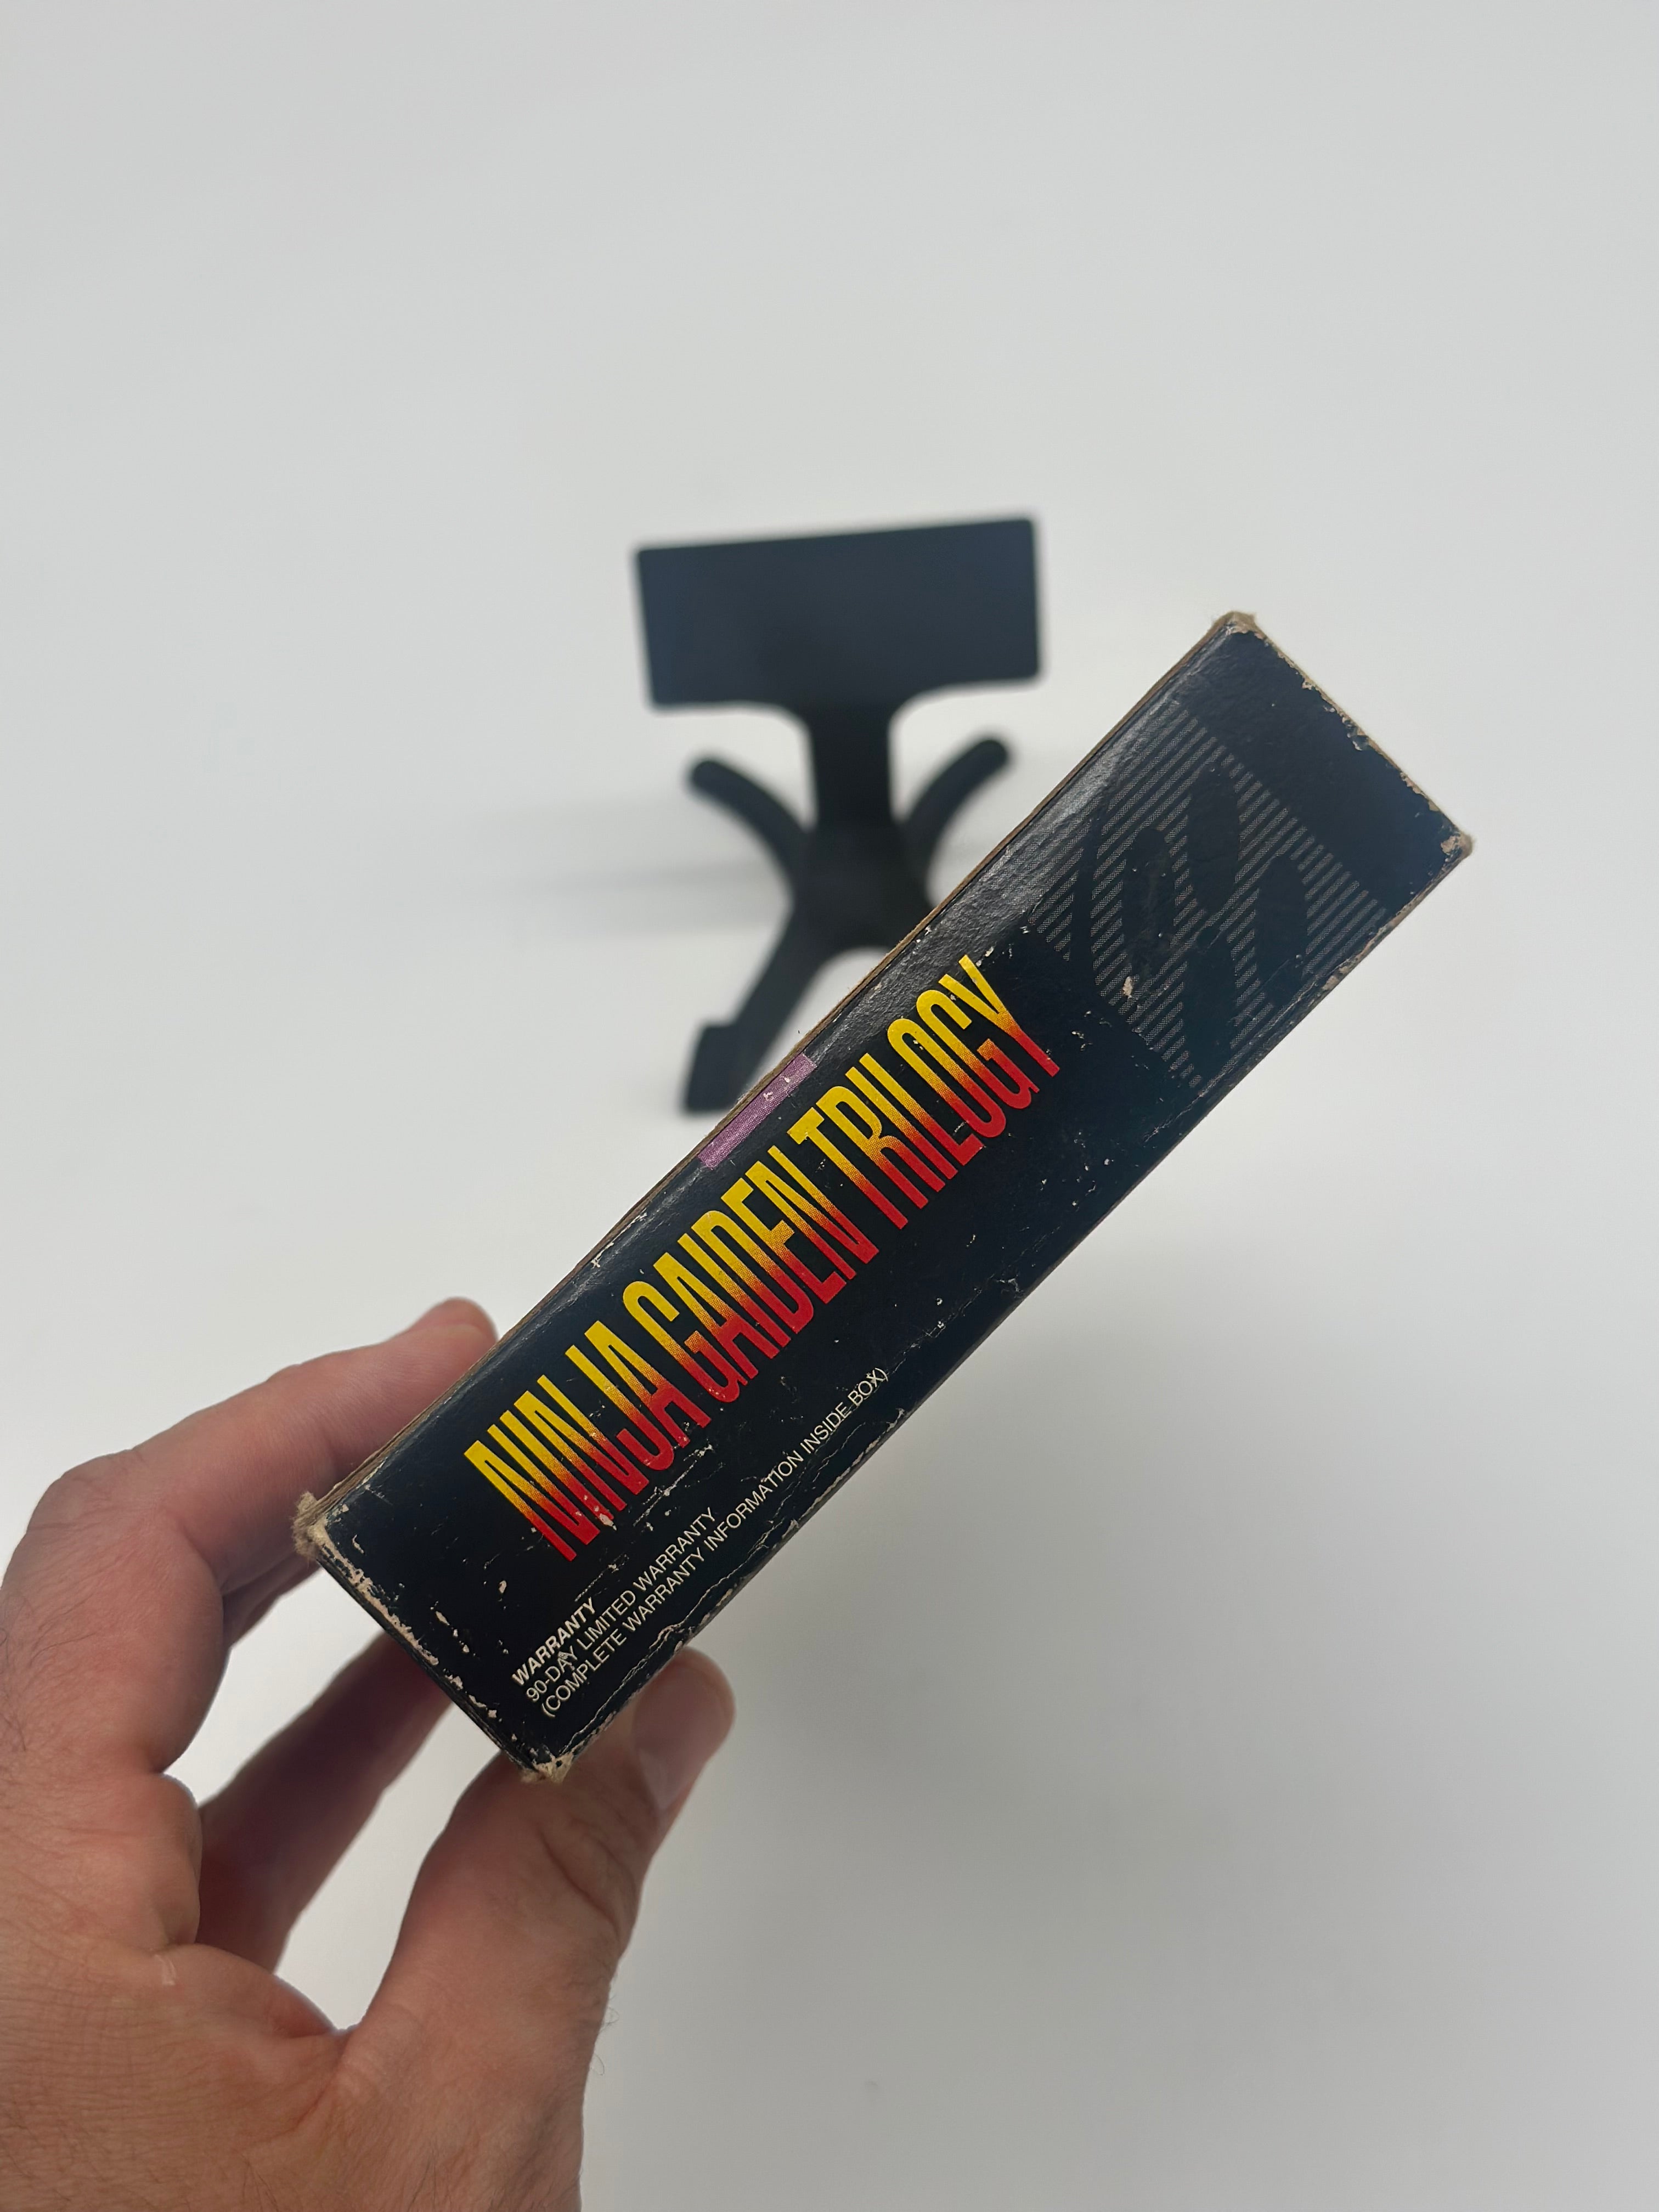 NINJA GAIDEN TRILOGY
WARRANTY
90-DAY LIMITED WARRANTY
(COMPLETE WARRANTY INFORMATION INSIDE BOX)